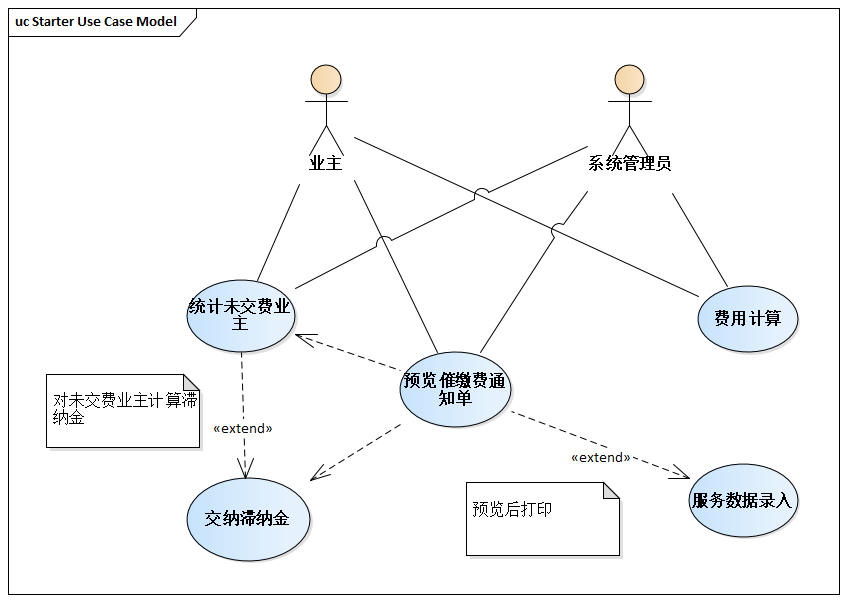 uc Starter Use Case Model
业主
系统管理员
统计未交费业
主
费用计算
预览催缴费通
知单
对未交费业主计算滞
纳金
«extend»
«extend»
预览后打印
服务数据录入
交纳滞纳金